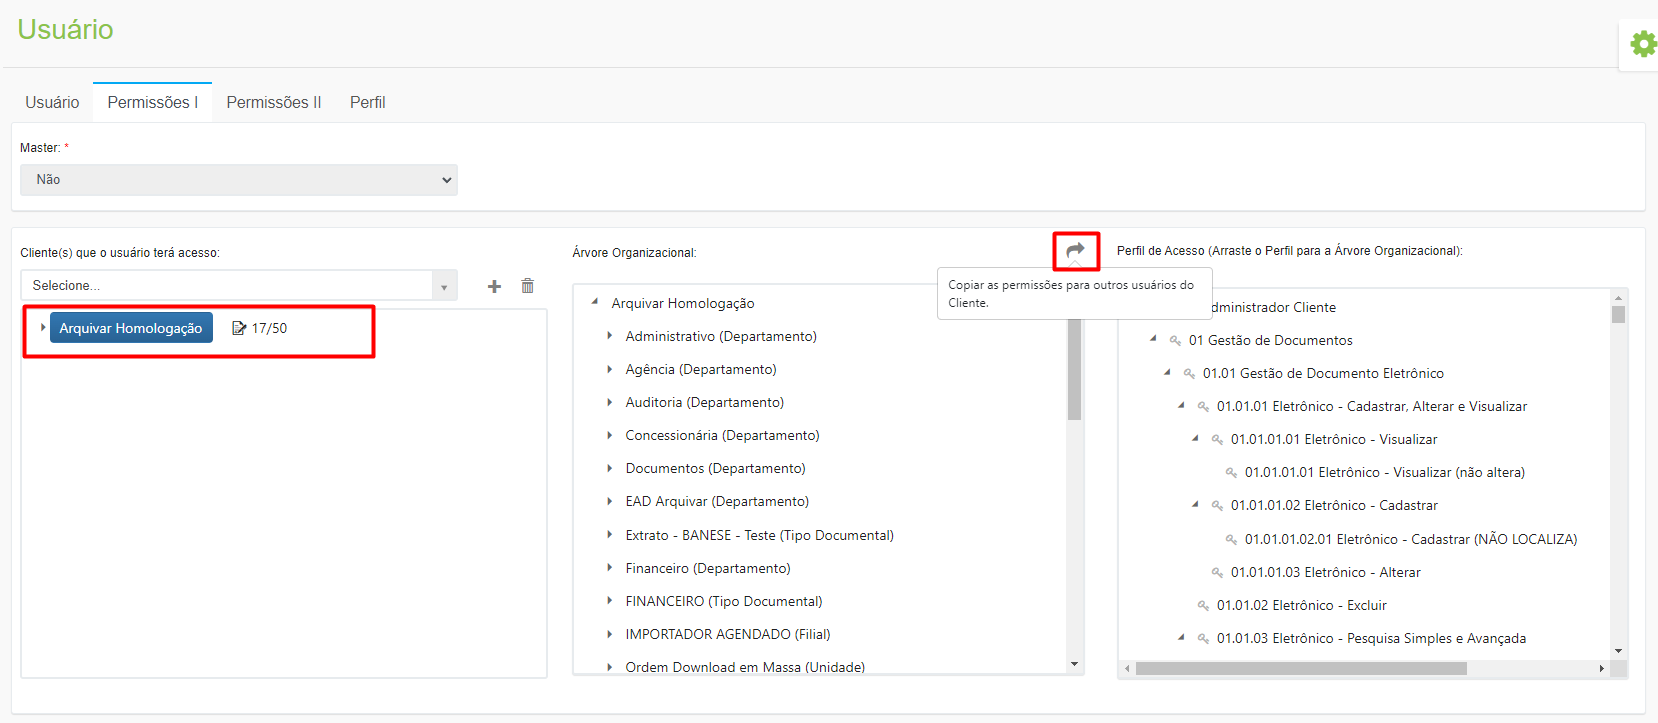 Usuário
Usuário
Permissões I
Permissões II
Perfil
Master: *
Não
Cliente(s) que o usuário terá acesso:
Selecione...
Arquivar Homologação
17/50
Árvore Organizacional:
Copiar as permissões para outros usuários do
Cliente.
Arquivar Homologação
Administrativo (Departamento)
Agência (Departamento)
Auditoria (Departamento)
Concessionária (Departamento)
Documentos (Departamento)
EAD Arquivar (Departamento)
Extrato - BANESE - Teste (Tipo Documental)
Financeiro (Departamento)
FINANCEIRO (Tipo Documental)
IMPORTADOR AGENDADO (Filial)
Ordem Download em Massa (Unidade)
Perfil de Acesso (Arraste o Perfil para a Árvore Organizacional):
dministrador Cliente
01 Gestão de Documentos
01.01 Gestão de Documento Eletrônico
01.01.01 Eletrônico - Cadastrar, Alterar e Visualizar
01.01.01.01 Eletrônico - Visualizar
01.01.01.01.01 Eletrônico - Visualizar (não altera)
01.01.01.02 Eletrônico - Cadastrar
01.01.01.02.01 Eletrônico - Cadastrar (NÃO LOCALIZA)
01.01.01.03 Eletrônico - Alterar
01.01.02 Eletrônico - Excluir
01.01.03 Eletrônico - Pesquisa Simples e Avançada